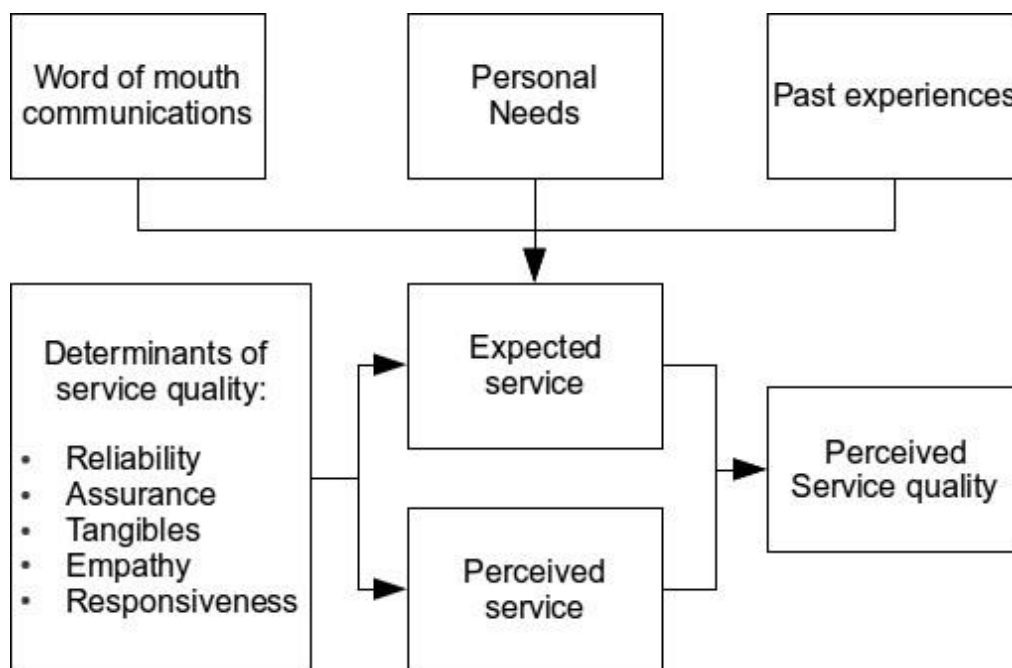 Word of mouth
communications
Personal
Needs
Past experiences
Determinants of
service quality:
• Reliability
• Assurance
• Tangibles
• Empathy
• Responsiveness
Expected
service
Perceived
service
Perceived
Service quality